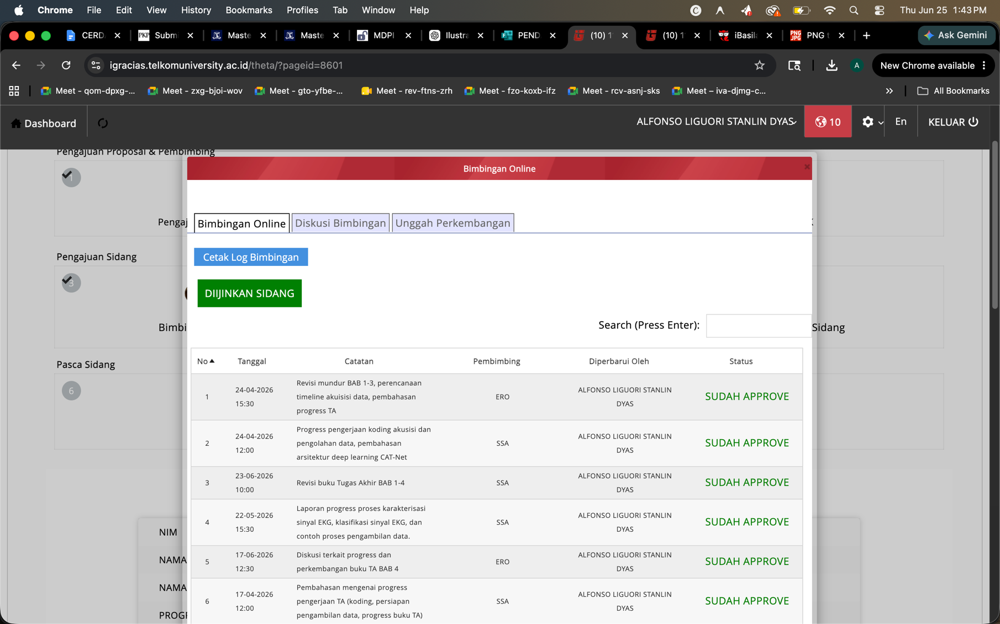 Chrome File Edit View History Bookmarks Profiles Tab Window Help Thu Jun 25 1:43 PM
CERD Submi Maste Maste MDPI Ilustra PEND (10) 1 (10) 1 iBasila PNG t Ask Gemini
igracias.telkomuniversity.ac.id/theta/?pageid=8601 A New Chrome available
Meet - qom-dpxg-... Meet - zxg-bjoi-wov Meet - gto-yfbe-... Meet - rev-ftns-zrh Meet - fzo-koxb-ifz Meet - rcv-asnj-sks Meet – iva-djmg-c... All Bookmarks
Dashboard ALFONSO LIGUORI STANLIN DYAS 10 En KELUAR
Pengajuan Proposal & Pembimbing
Bimbingan Online
1
Pengaj
Bimbingan Online Diskusi Bimbingan Unggah Perkembangan
Pengajuan Sidang
Cetak Log Bimbingan
3
DIIJINKAN SIDANG
Bimbi
Search (Press Enter):
Sidang
Pasca Sidang
No Tanggal Catatan Pembimbing Diperbarui Oleh Status
6
1 24-04-2026 15:30 Revisi mundur BAB 1-3, perencanaan
timeline akuisisi data, pembahasan
progress TA ERO ALFONSO LIGUORI STANLIN DYAS SUDAH APPROVE
2 24-04-2026 12:00 Progress pengerjaan koding akusisi dan
pengolahan data, pembahasan
arsitektur deep learning CAT-Net SSA ALFONSO LIGUORI STANLIN DYAS SUDAH APPROVE
3 23-06-2026 10:00 Revisi buku Tugas Akhir BAB 1-4 SSA ALFONSO LIGUORI STANLIN DYAS SUDAH APPROVE
4 22-05-2026 15:30 Laporan progress proses karakterisasi
sinyal EKG, klasifikasi sinyal EKG, dan
contoh proses pengambilan data. SSA ALFONSO LIGUORI STANLIN DYAS SUDAH APPROVE
5 17-06-2026 12:30 Diskusi terkait progress dan
perkembangan buku TA BAB 4 ERO ALFONSO LIGUORI STANLIN DYAS SUDAH APPROVE
6 17-04-2026 12:00 Pembahasan mengenai progress
pengerjaan TA (koding, persiapan
pengambilan data, progress buku TA) SSA ALFONSO LIGUORI STANLIN DYAS SUDAH APPROVE
NIM
NAMA
NAMA
PROGR